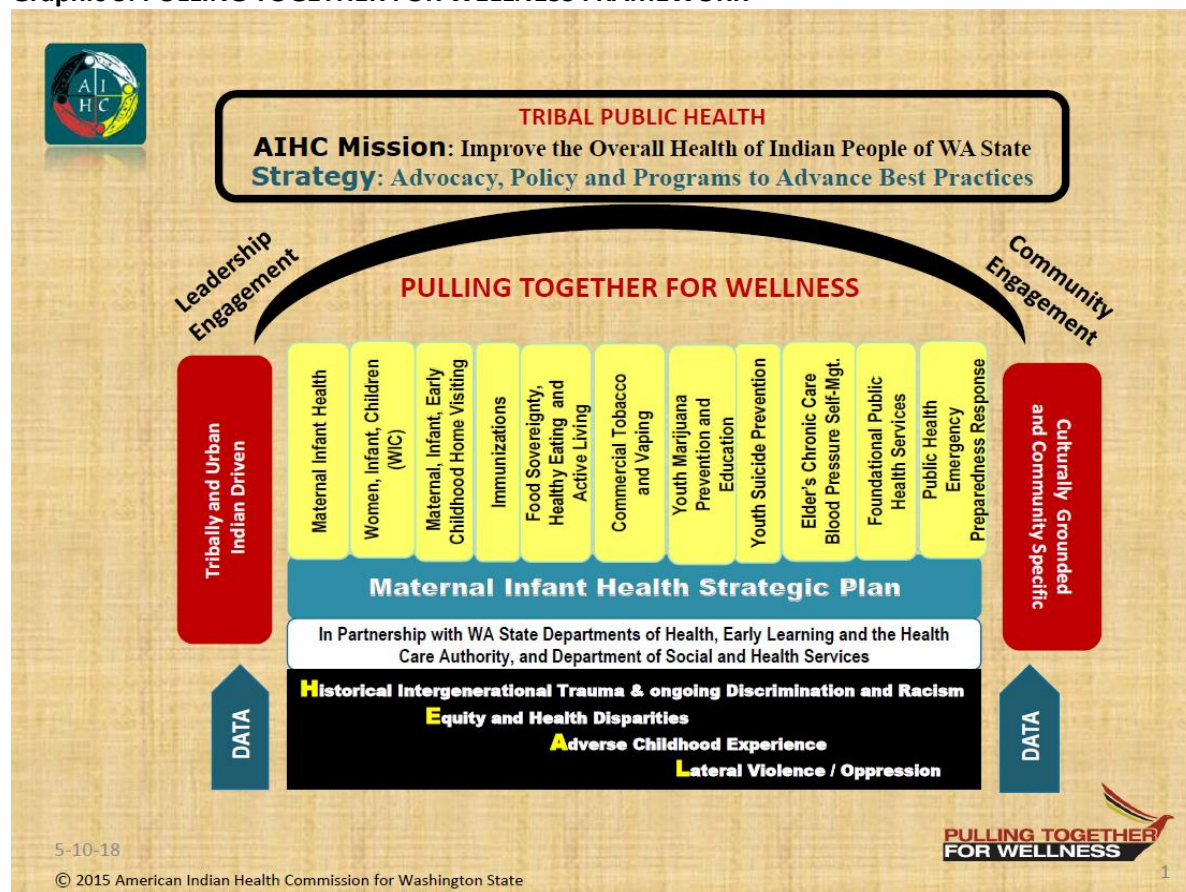 A I
H C
TRIBAL PUBLIC HEALTH
AIHC Mission: Improve the Overall Health of Indian People of WA State
Strategy: Advocacy, Policy and Programs to Advance Best Practices
Leadership
Engagement
Community
Engagement
PULLING TOGETHER FOR WELLNESS
Tribally and Urban
Indian Driven
Maternal Infant Health
Women, Infant, Children
(WIC)
Maternal, Infant, Early
Childhood Home Visiting
Immunizations
Food Sovereignty,
Healthy Eating and
Active Living
Commercial Tobacco
and Vaping
Youth Marijuana
Prevention and
Education
Youth Suicide Prevention
Elder's Chronic Care
Blood Pressure Self-Mgt.
Foundational Public
Health Services
Public Health
Emergency
Preparedness Response
Culturally Grounded
and Community Specific
Maternal Infant Health Strategic Plan
In Partnership with WA State Departments of Health, Early Learning and the Health
Care Authority, and Department of Social and Health Services
DATA
Historical Intergenerational Trauma & ongoing Discrimination and Racism
Equity and Health Disparities
Adverse Childhood Experience
Lateral Violence / Oppression
DATA
PULLING TOGETHER
FOR WELLNESS
5-10-18
© 2015 American Indian Health Commission for Washington State
1